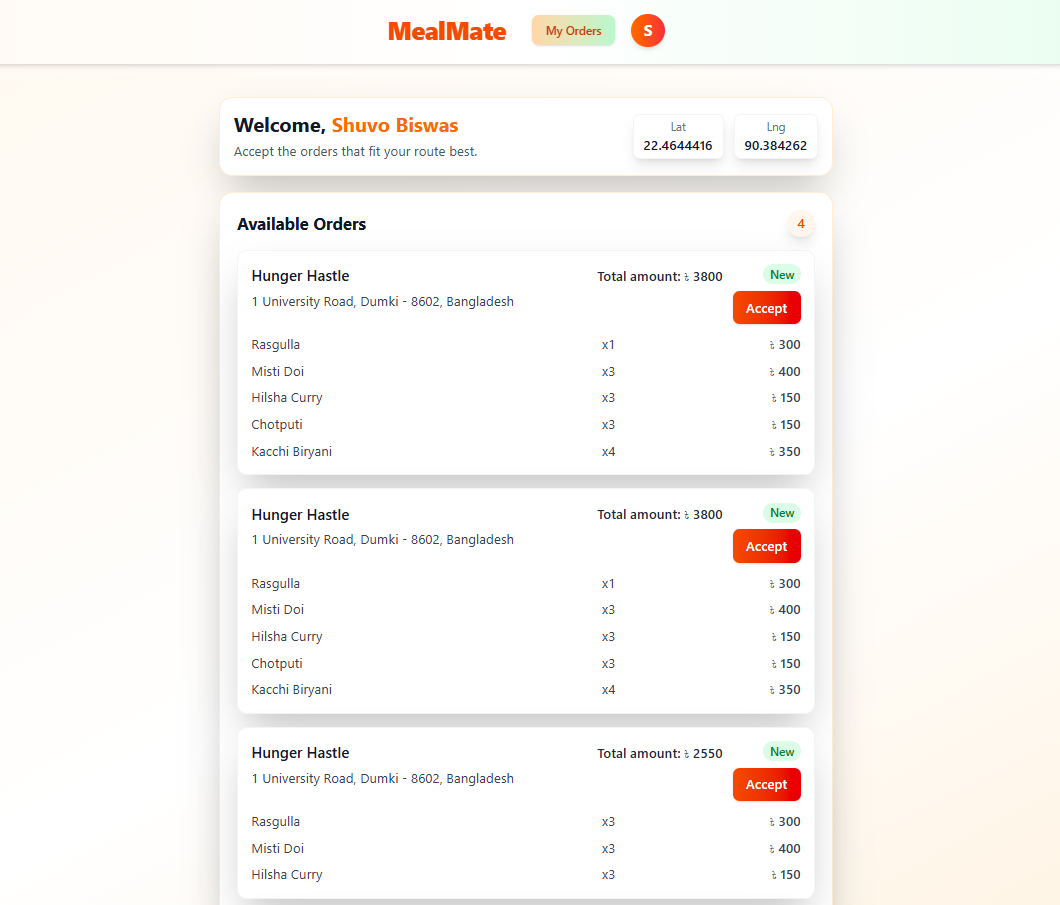 MealMate My Orders S
Welcome, Shuvo Biswas
Accept the orders that fit your route best.
Lat
22.4644416
Lng
90.384262
Available Orders 4
Hunger Hastle Total amount: ৳ 3800 New
1 University Road, Dumki - 8602, Bangladesh Accept
Rasgulla x1 ৳ 300
Misti Doi x3 ৳ 400
Hilsha Curry x3 ৳ 150
Chotputi x3 ৳ 150
Kacchi Biryani x4 ৳ 350
Hunger Hastle Total amount: ৳ 3800 New
1 University Road, Dumki - 8602, Bangladesh Accept
Rasgulla x1 ৳ 300
Misti Doi x3 ৳ 400
Hilsha Curry x3 ৳ 150
Chotputi x3 ৳ 150
Kacchi Biryani x4 ৳ 350
Hunger Hastle Total amount: ৳ 2550 New
1 University Road, Dumki - 8602, Bangladesh Accept
Rasgulla x3 ৳ 300
Misti Doi x3 ৳ 400
Hilsha Curry x3 ৳ 150